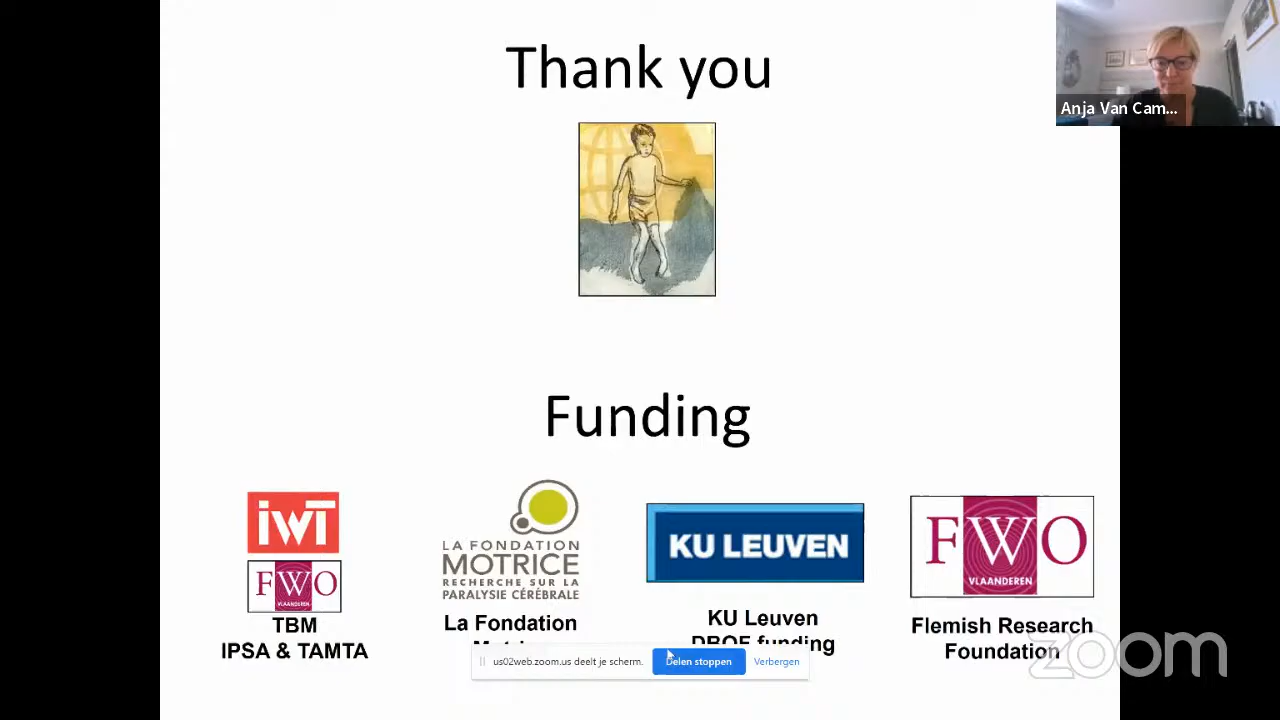 Thank you
Anja Van Cam...
Funding
iwT
FWO
VLAANDEREN
TBM
IPSA & TAMTA
LA FONDATION
MOTRICE
RECHERCHE SUR LA
PARALYSIE CÉRÉBRALE
La Fondation
KU LEUVEN
KU Leuven
DBOF funding
FWO
VLAANDEREN
Flemish Research
Foundation
us02web.zoom.us deelt je scherm.
Delen stoppen
Verbergen
zoom